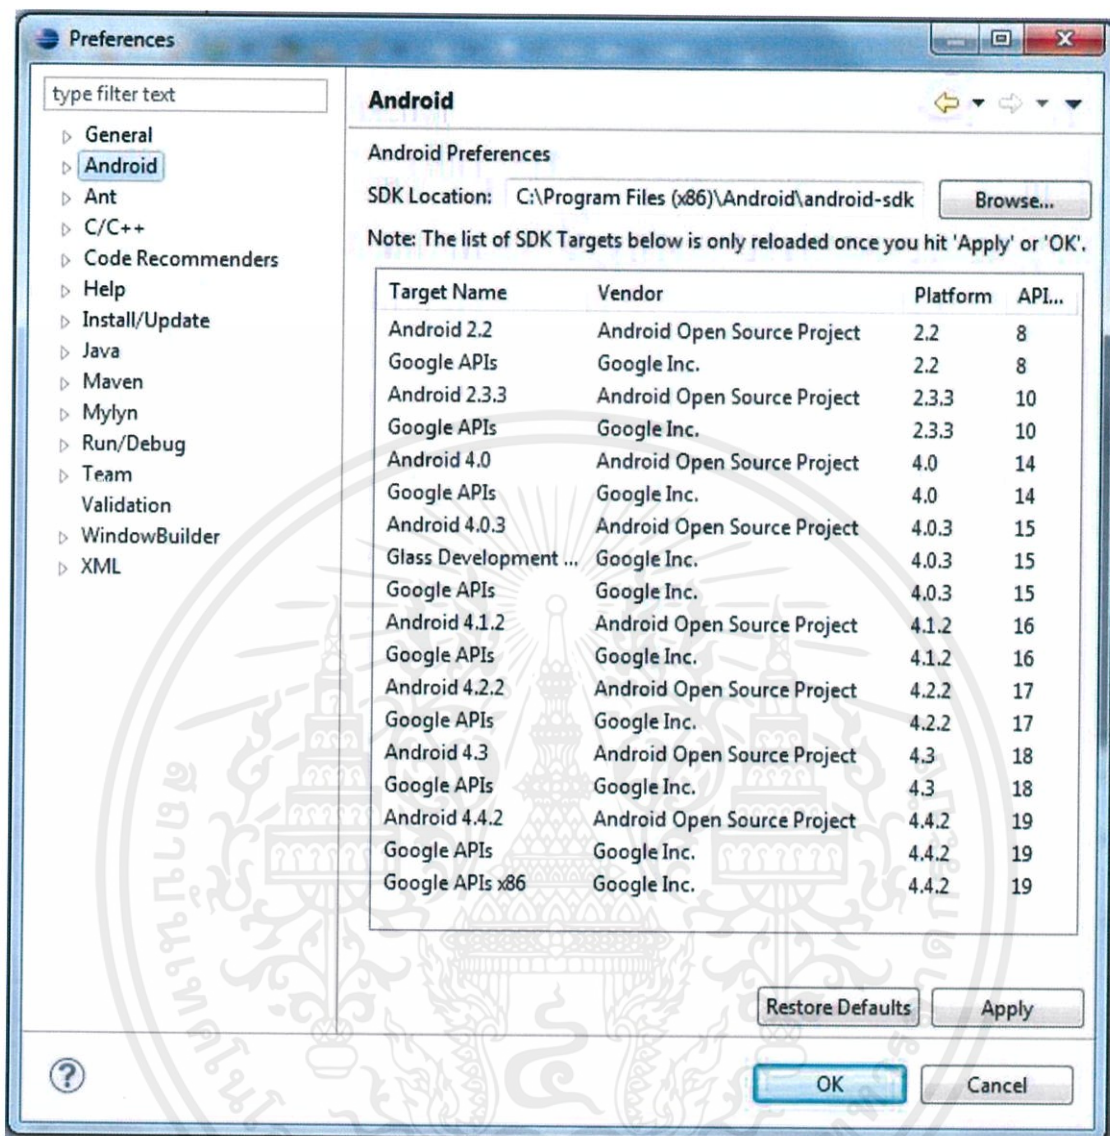 Preferences
type filter text
General
Android
Ant
C/C++
Code Recommenders
Help
Install/Update
Java
Maven
Mylyn
Run/Debug
Team
Validation
WindowBuilder
XML
Android
Android Preferences
SDK Location: C:\Program Files (x86)\Android\android-sdk Browse...
Note: The list of SDK Targets below is only reloaded once you hit 'Apply' or 'OK'.
Target Name Vendor Platform API...
Android 2.2 Android Open Source Project 2.2 8
Google APIs Google Inc. 2.2 8
Android 2.3.3 Android Open Source Project 2.3.3 10
Google APIs Google Inc. 2.3.3 10
Android 4.0 Android Open Source Project 4.0 14
Google APIs Google Inc. 4.0 14
Android 4.0.3 Android Open Source Project 4.0.3 15
Glass Development ... Google Inc. 4.0.3 15
Google APIs Google Inc. 4.0.3 15
Android 4.1.2 Android Open Source Project 4.1.2 16
Google APIs Google Inc. 4.1.2 16
Android 4.2.2 Android Open Source Project 4.2.2 17
Google APIs Google Inc. 4.2.2 17
Android 4.3 Android Open Source Project 4.3 18
Google APIs Google Inc. 4.3 18
Android 4.4.2 Android Open Source Project 4.4.2 19
Google APIs Google Inc. 4.4.2 19
Google APIs x86 Google Inc. 4.4.2 19
Restore Defaults Apply
? OK Cancel